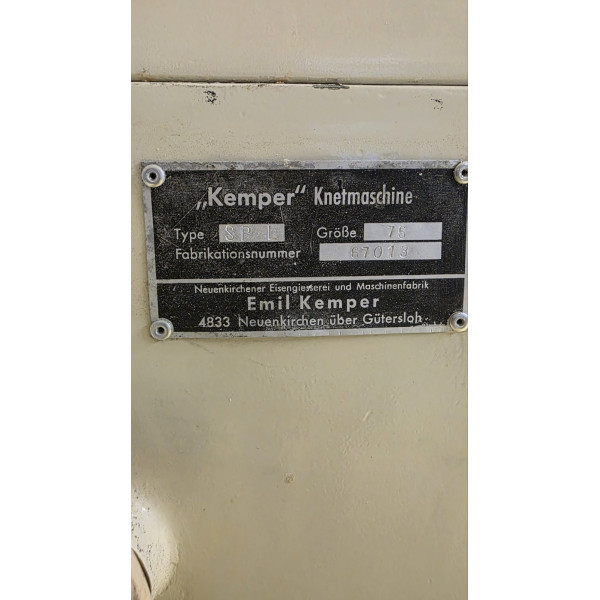 „Kemper" Knetmaschine
Type SP L Größe 75
Fabrikationsnummer 67013
Neuenkirchener Eisengiesserei und Maschinenfabrik
Emil Kemper
4833 Neuenkirchen über Gütersloh